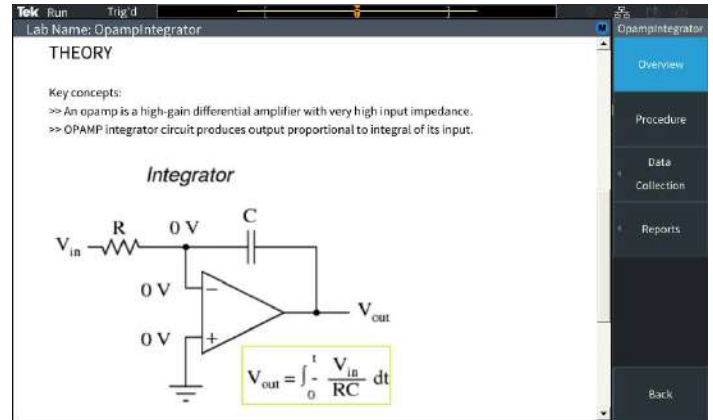 Tek Run Trig'd
Lab Name: OpampIntegrator
M
OpampIntegrator
THEORY
Key concepts:
>> An opamp is a high-gain differential amplifier with very high input impedance.
>> OPAMP integrator circuit produces output proportional to integral of its input.
Integrator
R
0 V
C
Vin
0 V
−
Vout
0 V
+
Vout = ∫₀ᵗ - Vin/RC dt
Overview
Procedure
Data
Collection
Reports
Back